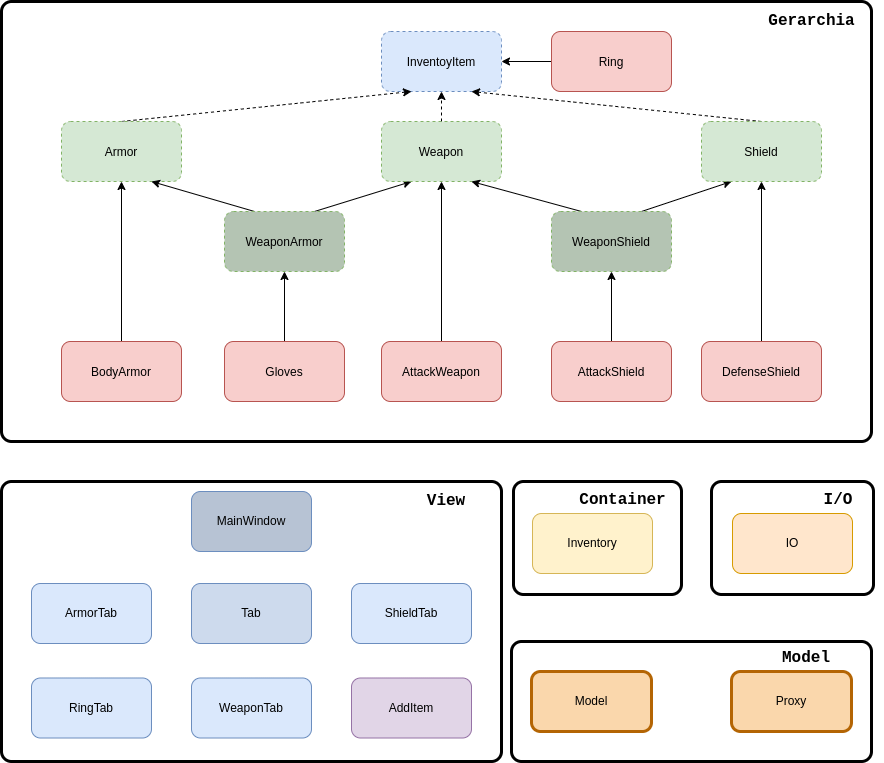 Gerarchia
InventoyItem
Ring
Armor
Weapon
Shield
WeaponArmor
WeaponShield
BodyArmor
Gloves
AttackWeapon
AttackShield
DefenseShield
View
MainWindow
ArmorTab
Tab
ShieldTab
RingTab
WeaponTab
AddItem
Container
Inventory
I/O
IO
Model
Model
Proxy